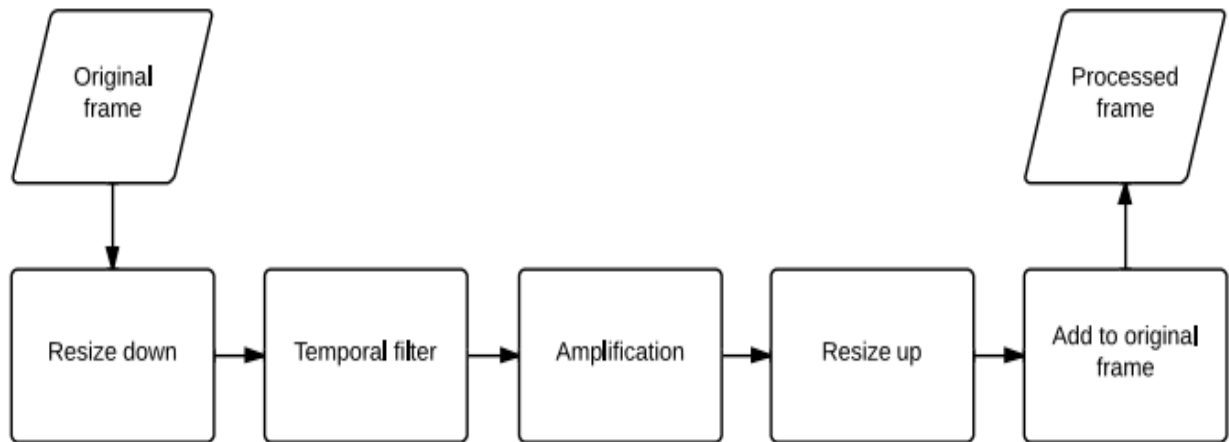 Original
frame
Processed
frame
Resize down
Temporal filter
Amplification
Resize up
Add to original
frame